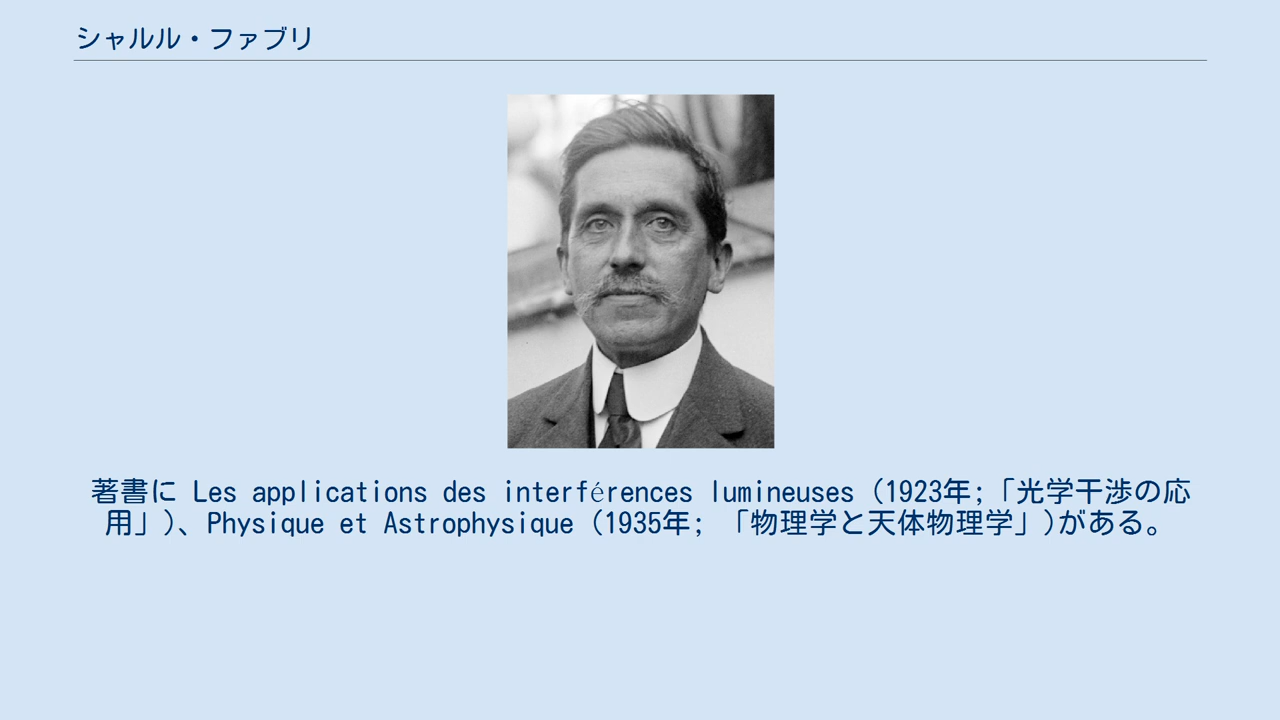 シャルル・ファブリ
著書に Les applications des interférences lumineuses (1923年;「光学干渉の応
用」)、Physique et Astrophysique (1935年; 「物理学と天体物理学」)がある。